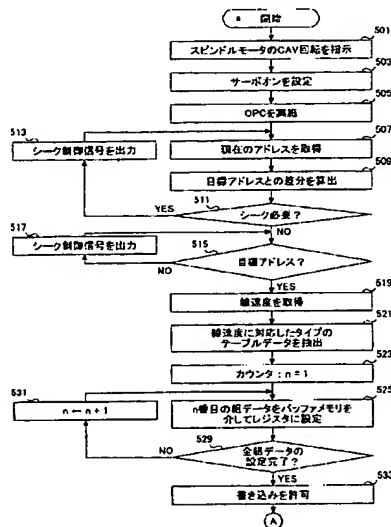 a 開始
501
スピンドルモータのCAV回転を指示
503
サーボオンを設定
505
OPCを実施
507
513
シーク制御信号を出力
現在のアドレスを取得
509
目標アドレスとの差分を算出
511
YES
シーク必要?
NO
517
シーク制御信号を出力
515
目標アドレス?
NO
YES
519
線速度を取得
521
線速度に対応したタイプの
テーブルデータを抽出
523
カウンタ:n=1
525
531
n ← n + 1
n番目の組データをバッファメモリを
介してレジスタに設定
529
NO
全組データの
設定完了?
YES
533
書き込みを許可
A